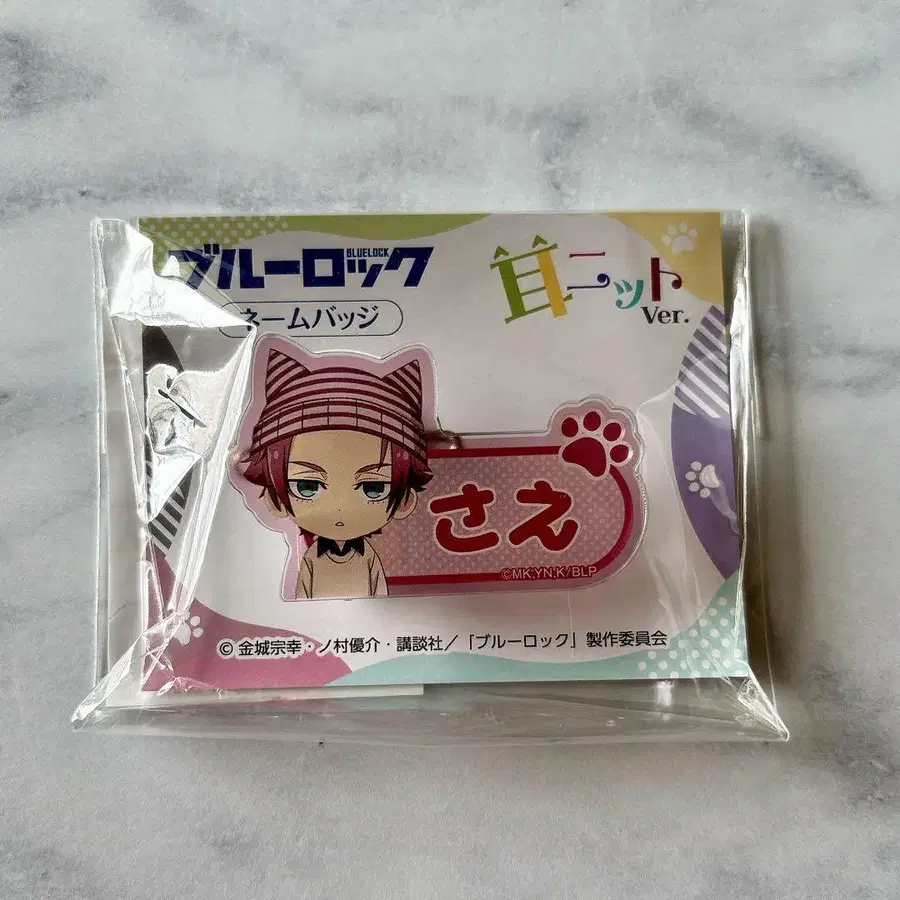 ブルーロック
BLUELOCK
ネームバッジ
耳ニット
Ver.
さえ
©MK,YN,K/BLP
© 金城宗幸・ノ村優介・講談社／「ブルーロック」製作委員会